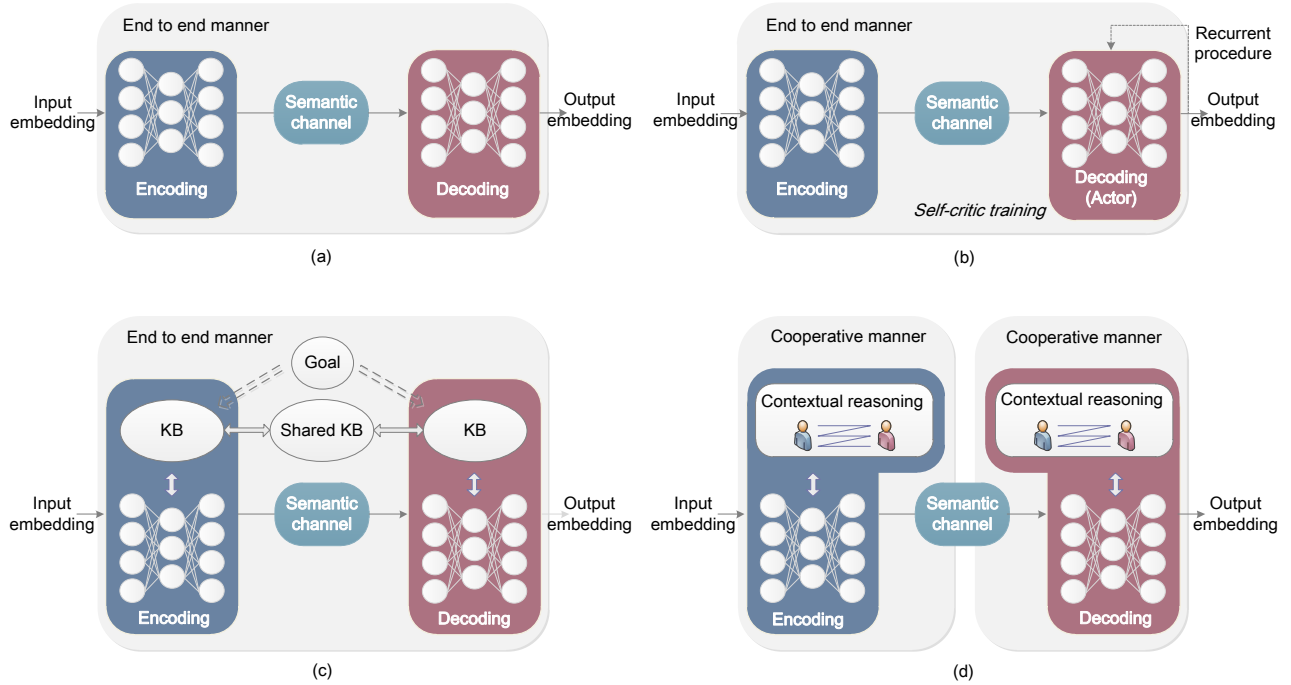 End to end manner
Input
embedding
Encoding
Semantic
channel
Decoding
Output
embedding
(a)
End to end manner
Recurrent
procedure
Input
embedding
Encoding
Semantic
channel
Decoding
(Actor)
Output
embedding
Self-critic training
(b)
End to end manner
Goal
KB
Shared KB
KB
Input
embedding
Semantic
channel
Output
embedding
Encoding
Decoding
(c)
Cooperative manner
Cooperative manner
Contextual reasoning
Contextual reasoning
Input
embedding
Semantic
channel
Output
embedding
Encoding
Decoding
(d)